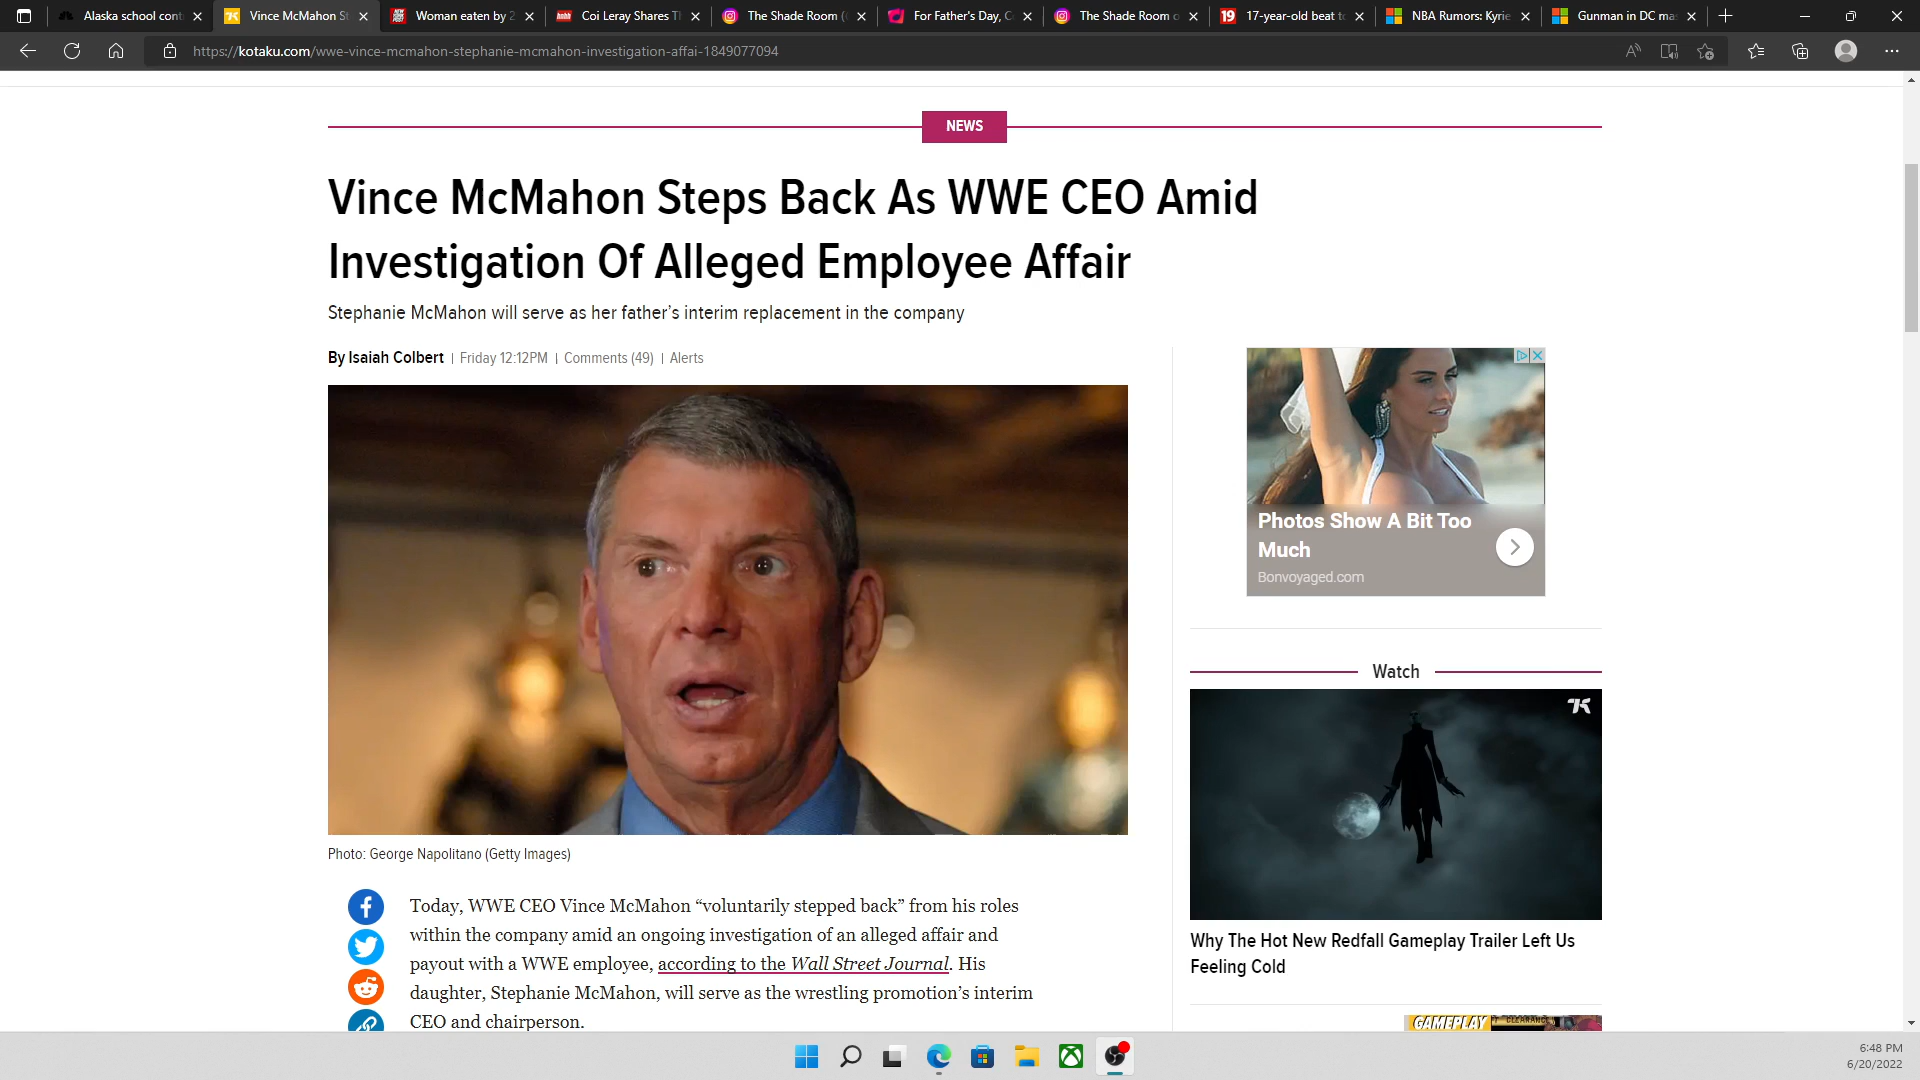 Alaska school cont
Vince McMahon St
Woman eaten by 2
Coi Leray Shares Th
The Shade Room (
For Father's Day, C
The Shade Room o
17-year-old beat to
NBA Rumors: Kyrie
Gunman in DC mas
https://kotaku.com/wwe-vince-mcmahon-stephanie-mcmahon-investigation-affai-1849077094
NEWS
Vince McMahon Steps Back As WWE CEO Amid
Investigation Of Alleged Employee Affair
Stephanie McMahon will serve as her father's interim replacement in the company
By Isaiah Colbert | Friday 12:12PM | Comments (49) | Alerts
Photo: George Napolitano (Getty Images)
Today, WWE CEO Vince McMahon “voluntarily stepped back” from his roles
within the company amid an ongoing investigation of an alleged affair and
payout with a WWE employee, according to the Wall Street Journal. His
daughter, Stephanie McMahon, will serve as the wrestling promotion’s interim
CEO and chairperson.
Photos Show A Bit Too
Much
Bonvoyaged.com
Watch
Why The Hot New Redfall Gameplay Trailer Left Us
Feeling Cold
GAMEPLAY
CLEARANCE
6:48 PM
6/20/2022